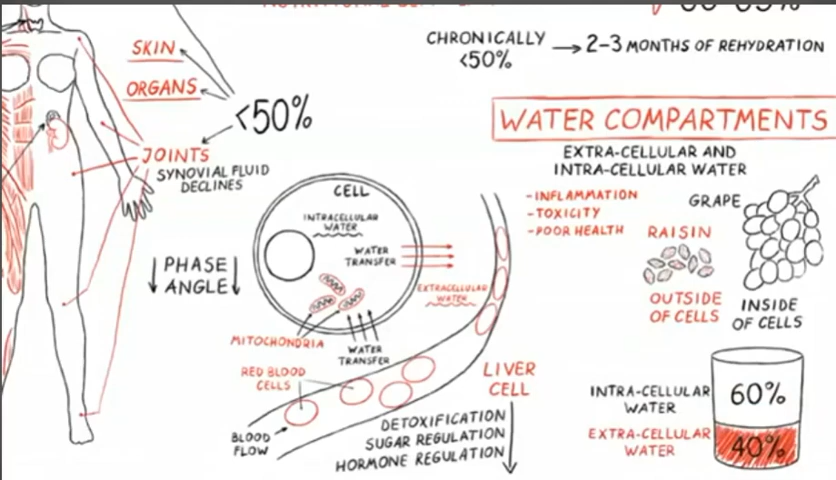 CHRONICALLY
<50%
2-3 MONTHS OF REHYDRATION
SKIN
ORGANS
<50%
JOINTS
SYNOVIAL FLUID
DECLINES
PHASE
ANGLE
CELL
INTRACELLULAR
WATER
WATER
TRANSFER
EXTRACELLULAR
WATER
MITOCHONDRIA
WATER
TRANSFER
RED BLOOD
CELLS
BLOOD
FLOW
LIVER
CELL
DETOXIFICATION
SUGAR REGULATION
HORMONE REGULATION
WATER COMPARTMENTS
EXTRA-CELLULAR AND
INTRA-CELLULAR WATER
-INFLAMMATION
-TOXICITY
-POOR HEALTH
GRAPE
RAISIN
OUTSIDE
OF CELLS
INSIDE
OF CELLS
INTRA-CELLULAR
WATER
60%
EXTRA-CELLULAR
WATER
40%